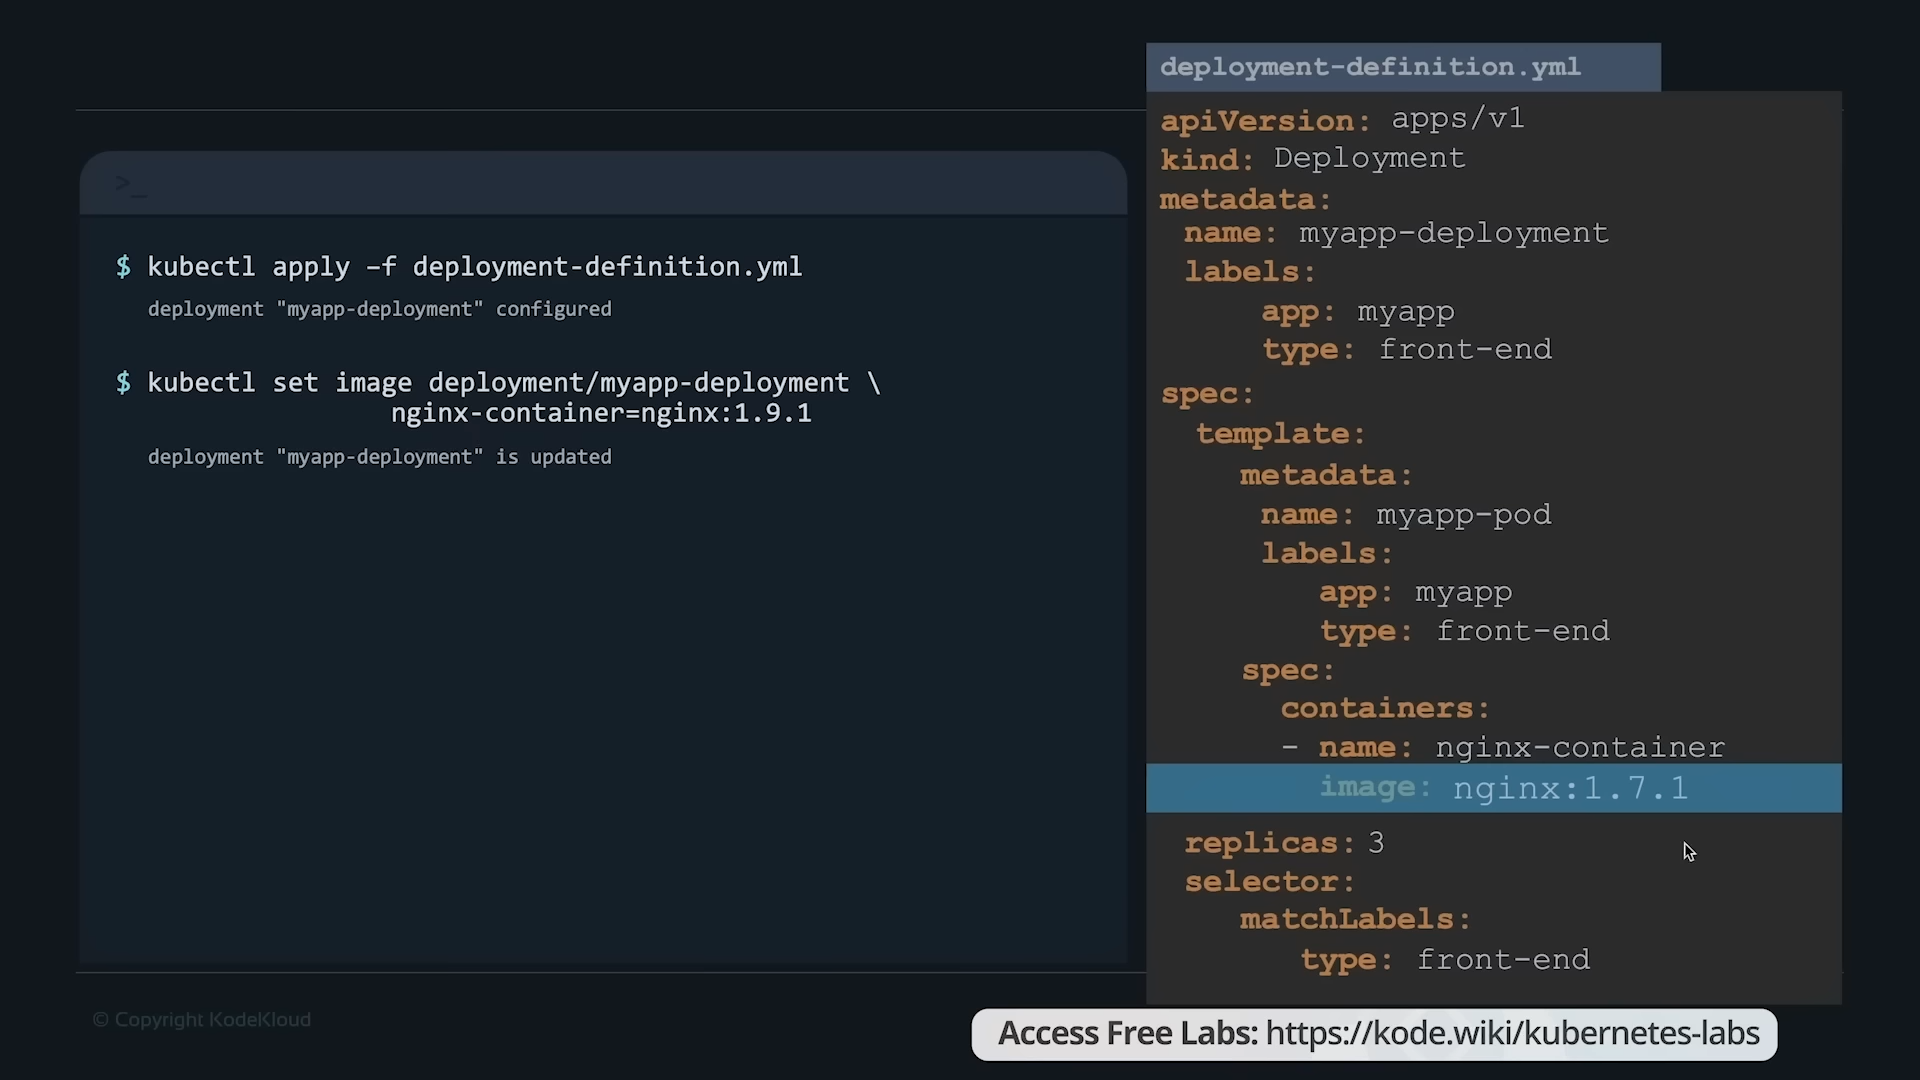 >_
$ kubectl apply –f deployment-definition.yml
deployment "myapp-deployment" configured
$ kubectl set image deployment/myapp-deployment \
nginx-container=nginx:1.9.1
deployment "myapp-deployment" is updated
deployment-definition.yml
apiVersion: apps/v1
kind: Deployment
metadata:
name: myapp-deployment
labels:
app: myapp
type: front-end
spec:
template:
metadata:
name: myapp-pod
labels:
app: myapp
type: front-end
spec:
containers:
- name: nginx-container
image: nginx:1.7.1
replicas: 3
selector:
matchLabels:
type: front-end
© Copyright KodeKloud
Access Free Labs: https://kode.wiki/kubernetes-labs